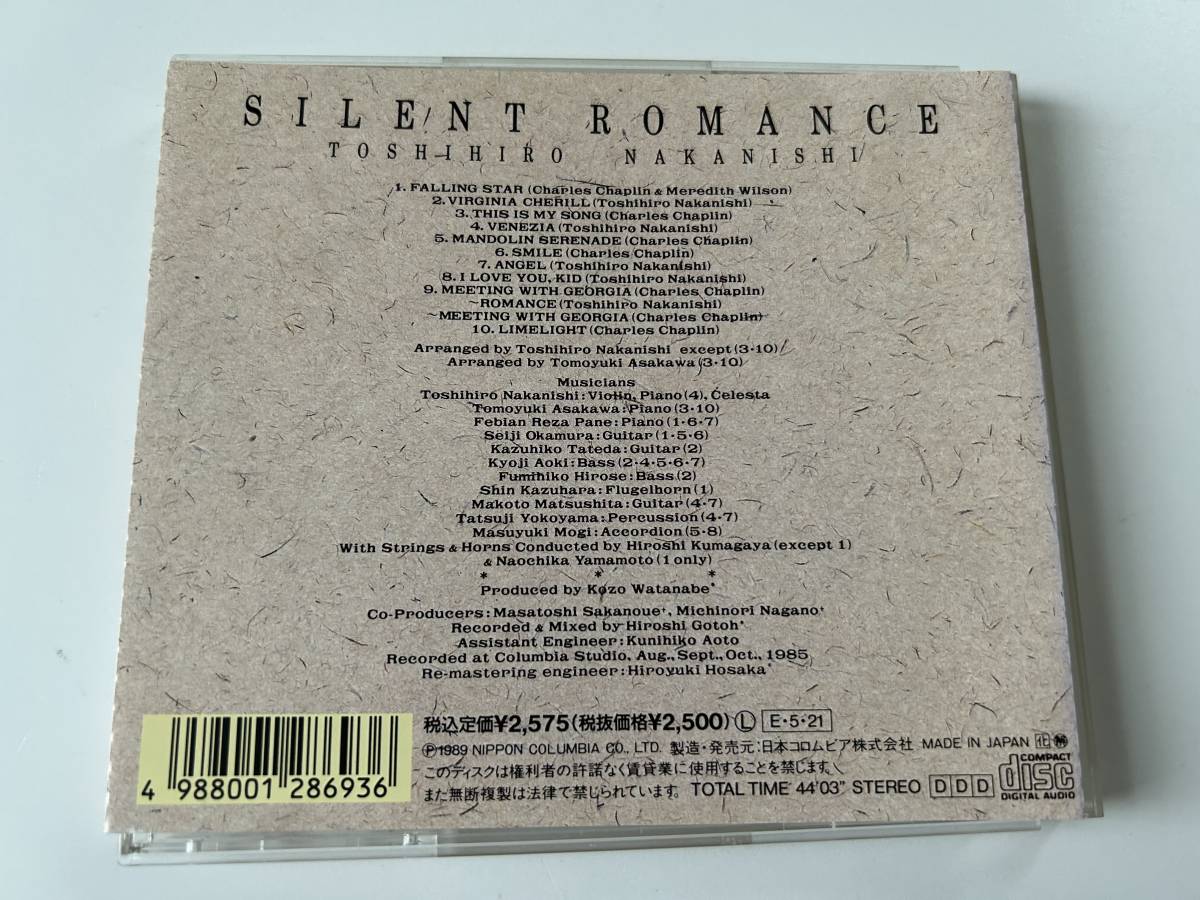 SILENT ROMANCE
TOSHIHIRO NAKANISHI
1. FALLING STAR (Charles Chaplin & Meredith Wilson)
2. VIRGINIA CHERILL (Toshihiro Nakanishi)
3. THIS IS MY SONG (Charles Chaplin)
4. VENEZIA (Toshihiro Nakanishi)
5. MANDOLIN SERENADE (Charles Chaplin)
6. SMILE (Charles Chaplin)
7. ANGEL (Toshihiro Nakanishi)
8. I LOVE YOU, KID (Toshihiro Nakanishi)
9. MEETING WITH GEORGIA (Charles Chaplin)
~ROMANCE (Toshihiro Nakanishi)
~MEETING WITH GEORGIA (Charles Chaplin)
10. LIMELIGHT (Charles Chaplin)
Arranged by Toshihiro Nakanishi except (3·10)
Arranged by Tomoyuki Asakawa (3·10)
Musicians
Toshihiro Nakanishi: Violin, Piano (4), Celesta
Tomoyuki Asakawa: Piano (3·10)
Febian Reza Pane: Piano (1·6·7)
Seiji Okamura: Guitar (1·5·6)
Kazuhiko Tateda: Guitar (2)
Kyoji Aoki: Bass (2·4·5·6·7)
Fumihiko Hirose: Bass (2)
Shin Kazuhara: Flugelhorn (1)
Makoto Matsushita: Guitar (4·7)
Tatsuji Yokoyama: Percussion (4·7)
Masuyuki Mogi: Accordion (5·8)
With Strings & Horns Conducted by Hiroshi Kumagaya (except 1)
& Naochika Yamamoto (1 only)
* * *
Produced by Kozo Watanabe*
Co-Producers: Masatoshi Sakanoue+, Michinori Nagano+
Recorded & Mixed by Hiroshi Gotoh*
Assistant Engineer: Kunihiko Aoto
Recorded at Columbia Studio, Aug., Sept., Oct., 1985
Re-mastering engineer: Hiroyuki Hosaka*
税込定価¥2,575(税抜価格¥2,500) Ⓛ E·5·21
Ⓟ1989 NIPPON COLUMBIA CO., LTD. 製造・発売元:日本コロムビア株式会社 MADE IN JAPAN
このディスクは権利者の許諾なく賃貸業に使用することを禁じます。
また無断複製は法律で禁じられています。 TOTAL TIME 44'03" STEREO DDD
COMPACT
disc
DIGITAL AUDIO
4 988001 286936